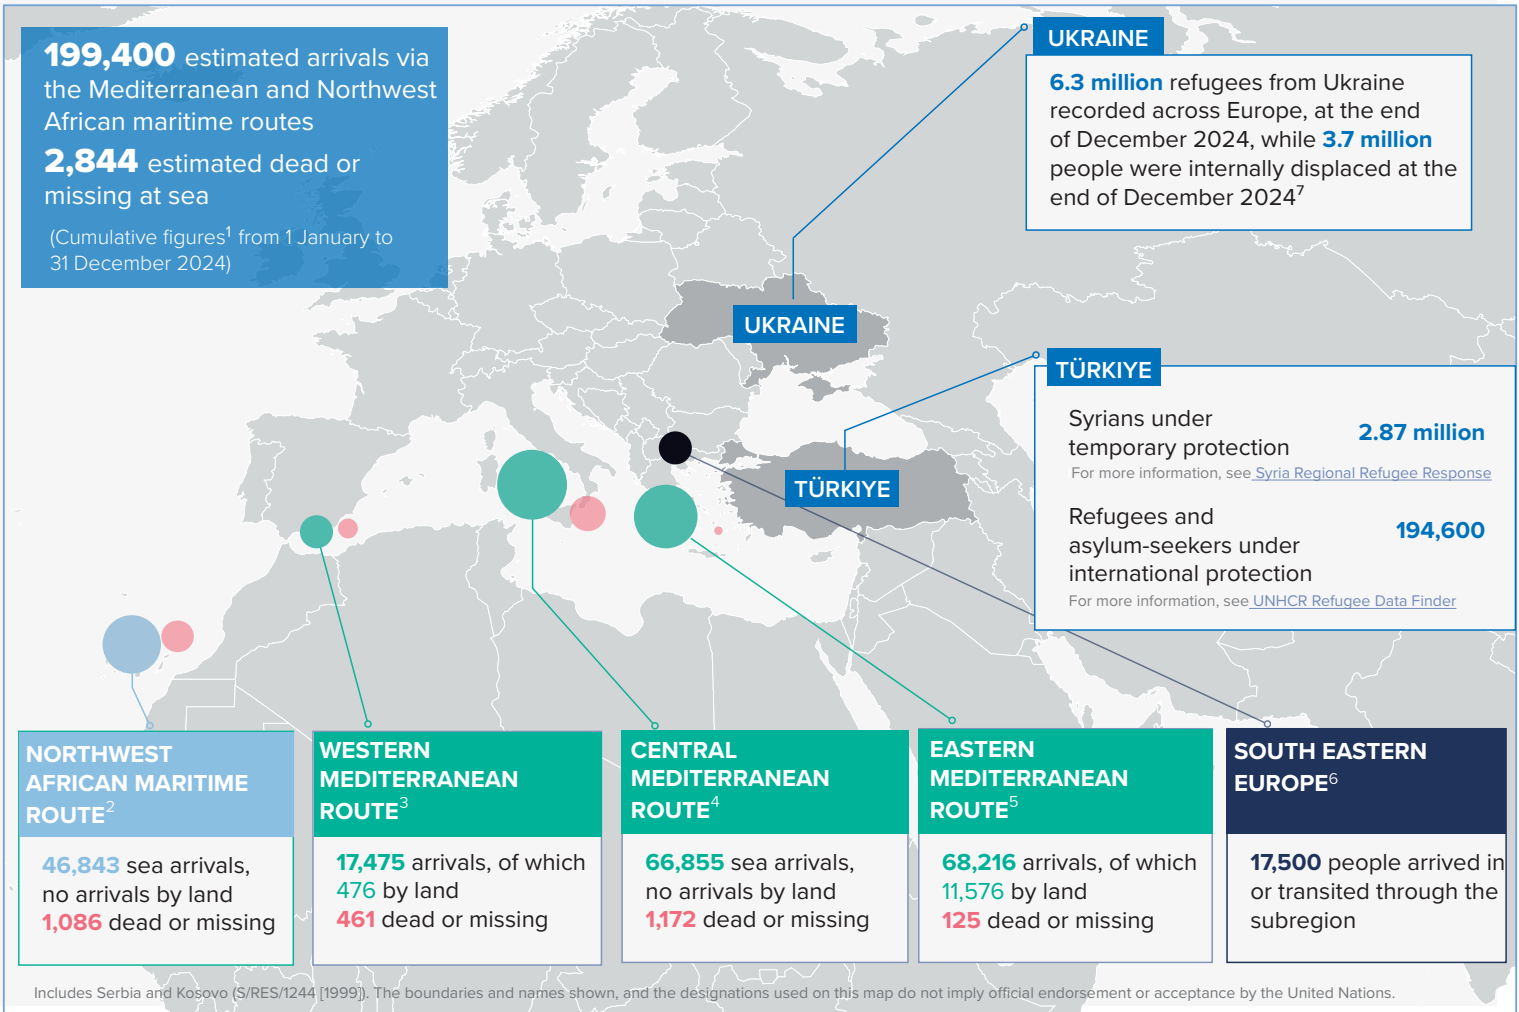 199,400 estimated arrivals via
the Mediterranean and Northwest
African maritime routes
2,844 estimated dead or
missing at sea
(Cumulative figures¹ from 1 January to
31 December 2024)
UKRAINE
6.3 million refugees from Ukraine
recorded across Europe, at the end
of December 2024, while 3.7 million
people were internally displaced at the
end of December 2024⁷
UKRAINE
TÜRKIYE
Syrians under
temporary protection
2.87 million
For more information, see Syria Regional Refugee Response
Refugees and
asylum-seekers under
international protection
194,600
For more information, see UNHCR Refugee Data Finder
TÜRKIYE
NORTHWEST
AFRICAN MARITIME
ROUTE²
46,843 sea arrivals,
no arrivals by land
1,086 dead or missing
WESTERN
MEDITERRANEAN
ROUTE³
17,475 arrivals, of which
476 by land
461 dead or missing
CENTRAL
MEDITERRANEAN
ROUTE⁴
66,855 sea arrivals,
no arrivals by land
1,172 dead or missing
EASTERN
MEDITERRANEAN
ROUTE⁵
68,216 arrivals, of which
11,576 by land
125 dead or missing
SOUTH EASTERN
EUROPE⁶
17,500 people arrived in
or transited through the
subregion
Includes Serbia and Kosovo (S/RES/1244 [1999]). The boundaries and names shown, and the designations used on this map do not imply official endorsement or acceptance by the United Nations.